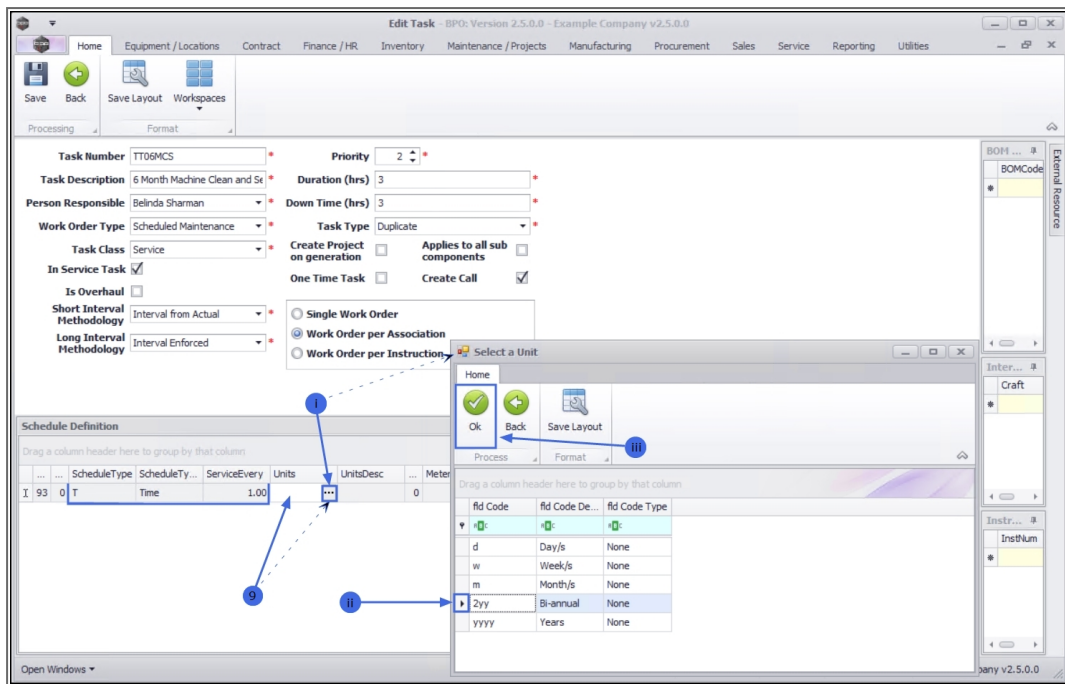 Edit Task - BPO: Version 2.5.0.0 - Example Company v2.5.0.0
Home Equipment / Locations Contract Finance / HR Inventory Maintenance / Projects Manufacturing Procurement Sales Service Reporting Utilities
Save Back Save Layout Workspaces
Processing Format
Task Number TT06MCS * Priority 2 *
Task Description 6 Month Machine Clean and Se * Duration (hrs) 3 *
Person Responsible Belinda Sharman * Down Time (hrs) 3 *
Work Order Type Scheduled Maintenance * Task Type Duplicate *
Task Class Service * Create Project on generation Applies to all sub components
In Service Task
One Time Task Create Call
Is Overhaul
Short Interval Methodology Interval from Actual *
Single Work Order
Long Interval Methodology Interval Enforced *
Work Order per Association
Work Order per Instruction
BOM ...
BOMCode
External Resource
Inter...
Craft
Instr...
InstNum
Schedule Definition
Drag a column header here to group by that column
... ... ScheduleType ScheduleTy... ServiceEvery Units UnitsDesc ... Meter
I 93 0 T Time 1.00 ... 0
i
9
ii
iii
Select a Unit
Home
Ok Back Save Layout
Process Format
Drag a column header here to group by that column
fld Code fld Code De... fld Code Type
d Day/s None
w Week/s None
m Month/s None
2yy Bi-annual None
yyyy Years None
Open Windows
pany v2.5.0.0